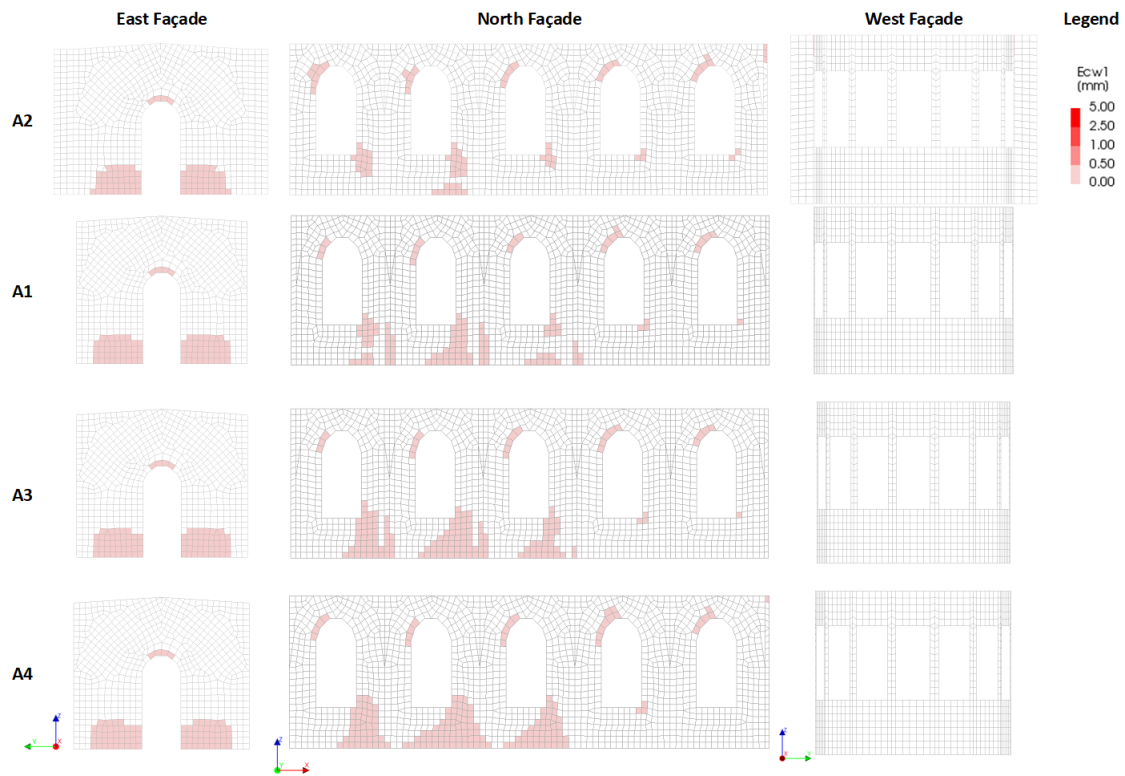 East Façade North Façade West Façade Legend
Ecw1
(mm)
5.00
2.50
1.00
0.50
0.00
A2
A1
A3
A4
Z
Y
X
Z
Y
X
Z
X
Y